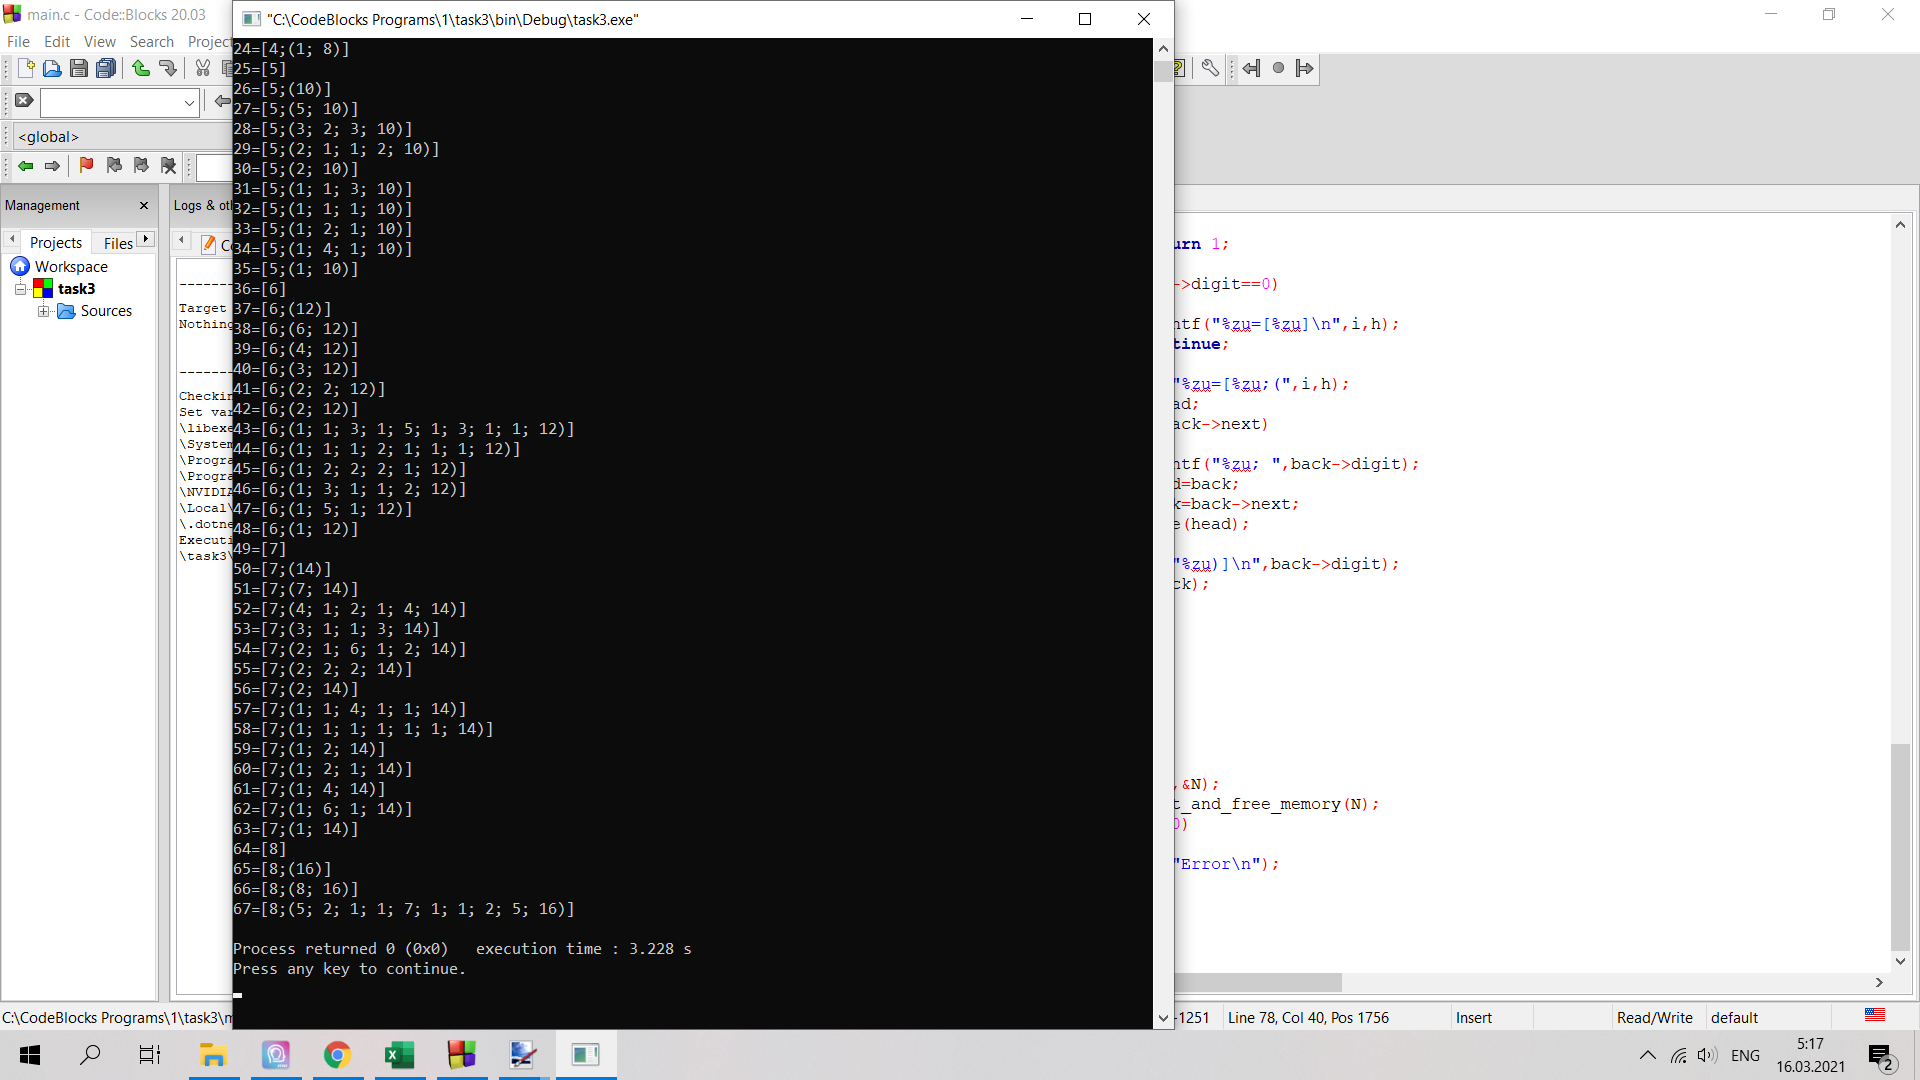 main.c - Code::Blocks 20.03
File Edit View Search Projec
<global>
Management
Projects Files
Workspace
task3
Sources
Logs & ot
Target
Nothing
Checkin
Set var
\libexe
\System
\Progra
\Progra
\NVIDIA
\Local\
\.dotne
Executi
\task3\
"C:\CodeBlocks Programs\1\task3\bin\Debug\task3.exe"
24=[4;(1; 8)]
25=[5]
26=[5;(10)]
27=[5;(5; 10)]
28=[5;(3; 2; 3; 10)]
29=[5;(2; 1; 1; 2; 10)]
30=[5;(2; 10)]
31=[5;(1; 1; 3; 10)]
32=[5;(1; 1; 1; 10)]
33=[5;(1; 2; 1; 10)]
34=[5;(1; 4; 1; 10)]
35=[5;(1; 10)]
36=[6]
37=[6;(12)]
38=[6;(6; 12)]
39=[6;(4; 12)]
40=[6;(3; 12)]
41=[6;(2; 2; 12)]
42=[6;(2; 12)]
43=[6;(1; 1; 3; 1; 5; 1; 3; 1; 1; 12)]
44=[6;(1; 1; 1; 2; 1; 1; 1; 12)]
45=[6;(1; 2; 2; 2; 1; 12)]
46=[6;(1; 3; 1; 1; 2; 12)]
47=[6;(1; 5; 1; 12)]
48=[6;(1; 12)]
49=[7]
50=[7;(14)]
51=[7;(7; 14)]
52=[7;(4; 1; 2; 1; 4; 14)]
53=[7;(3; 1; 1; 3; 14)]
54=[7;(2; 1; 6; 1; 2; 14)]
55=[7;(2; 2; 2; 14)]
56=[7;(2; 14)]
57=[7;(1; 1; 4; 1; 1; 14)]
58=[7;(1; 1; 1; 1; 1; 1; 14)]
59=[7;(1; 2; 14)]
60=[7;(1; 2; 1; 14)]
61=[7;(1; 4; 14)]
62=[7;(1; 6; 1; 14)]
63=[7;(1; 14)]
64=[8]
65=[8;(16)]
66=[8;(8; 16)]
67=[8;(5; 2; 1; 1; 7; 1; 1; 2; 5; 16)]
Process returned 0 (0x0)   execution time : 3.228 s
Press any key to continue.
urn 1;
->digit==0)
ntf("%zu=[%zu]\n",i,h);
tinue;
"%zu=[%zu;(",i,h);
ad;
ack->next)
ntf("%zu; ",back->digit);
d=back;
k=back->next;
e(head);
"%zu)]\n",back->digit);
ck);
,&N);
t_and_free_memory(N);
0)
"Error\n");
C:\CodeBlocks Programs\1\task3\m
-1251 Line 78, Col 40, Pos 1756 Insert Read/Write default
ENG
5:17
16.03.2021
2